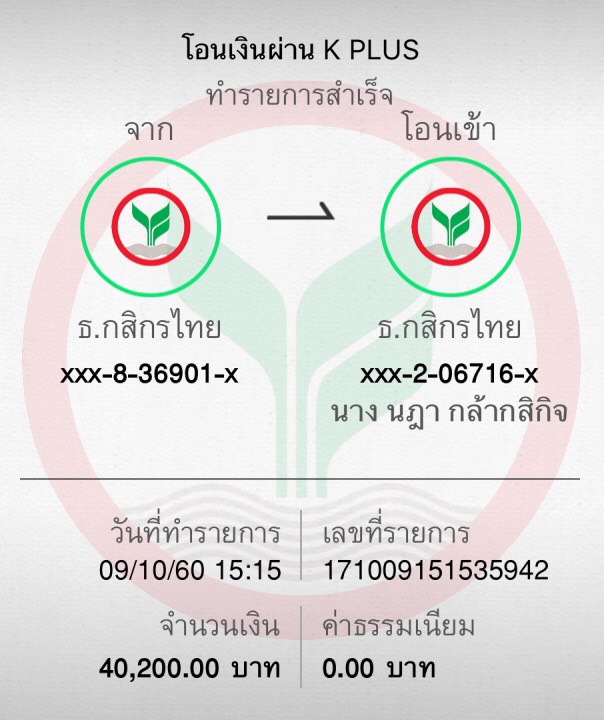 โอนเงินผ่าน K PLUS
ทำรายการสำเร็จ
จาก
โอนเข้า
ธ.กสิกรไทย
ธ.กสิกรไทย
xxx-8-36901-x
xxx-2-06716-x
นาง นฎา กล้ากสิกิจ
วันที่ทำรายการ
เลขที่รายการ
09/10/60 15:15
171009151535942
จำนวนเงิน
ค่าธรรมเนียม
40,200.00 บาท
0.00 บาท